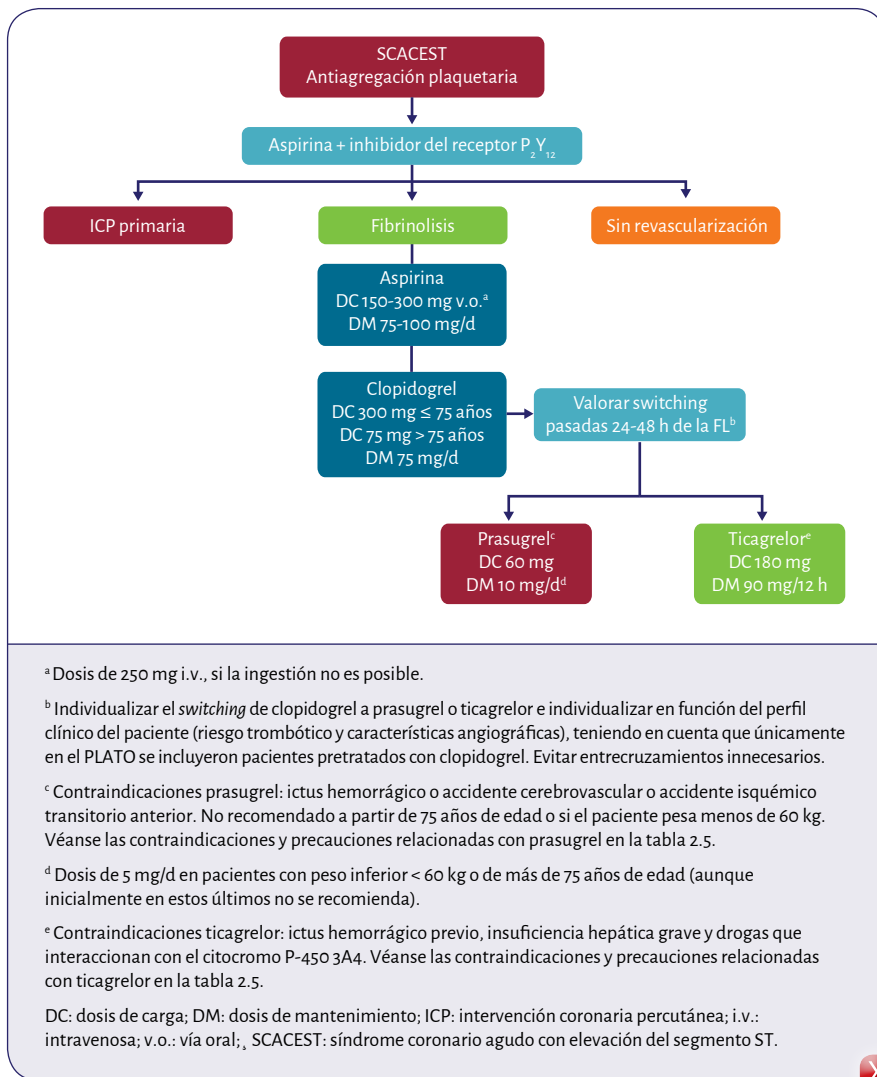 SCACEST
Antiagregación plaquetaria
Aspirina + inhibidor del receptor P₂Y₁₂
ICP primaria
Fibrinolisis
Sin revascularización
Aspirina
DC 150-300 mg v.o.ᵃ
DM 75-100 mg/d
Clopidogrel
DC 300 mg ≤ 75 años
DC 75 mg > 75 años
DM 75 mg/d
Valorar switching
pasadas 24-48 h de la FLᵇ
Prasugrelᶜ
DC 60 mg
DM 10 mg/dᵈ
Ticagrelorᵉ
DC 180 mg
DM 90 mg/12 h
ᵃ Dosis de 250 mg i.v., si la ingestión no es posible.
ᵇ Individualizar el switching de clopidogrel a prasugrel o ticagrelor e individualizar en función del perfil
clínico del paciente (riesgo trombótico y características angiográficas), teniendo en cuenta que únicamente
en el PLATO se incluyeron pacientes pretratados con clopidogrel. Evitar entrecruzamientos innecesarios.
ᶜ Contraindicaciones prasugrel: ictus hemorrágico o accidente cerebrovascular o accidente isquémico
transitorio anterior. No recomendado a partir de 75 años de edad o si el paciente pesa menos de 60 kg.
Véanse las contraindicaciones y precauciones relacionadas con prasugrel en la tabla 2.5.
ᵈ Dosis de 5 mg/d en pacientes con peso inferior < 60 kg o de más de 75 años de edad (aunque
inicialmente en estos últimos no se recomienda).
ᵉ Contraindicaciones ticagrelor: ictus hemorrágico previo, insuficiencia hepática grave y drogas que
interaccionan con el citocromo P-450 3A4. Véanse las contraindicaciones y precauciones relacionadas
con ticagrelor en la tabla 2.5.
DC: dosis de carga; DM: dosis de mantenimiento; ICP: intervención coronaria percutánea; i.v.:
intravenosa; v.o.: vía oral;¸ SCACEST: síndrome coronario agudo con elevación del segmento ST.